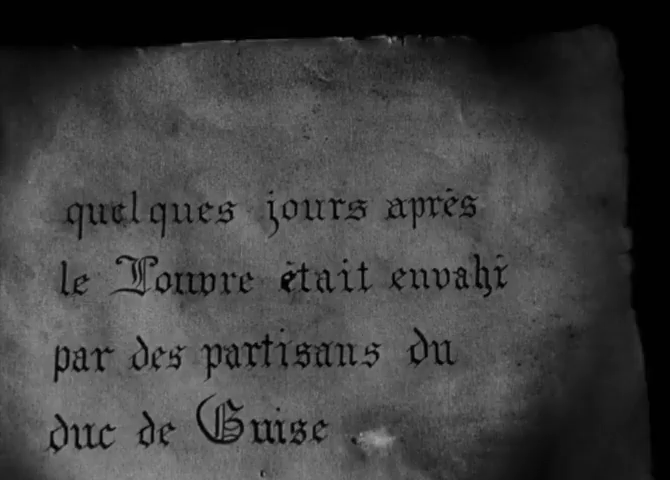 quelques jours après
le Louvre était envahi
par des partisans du
duc de Guise.